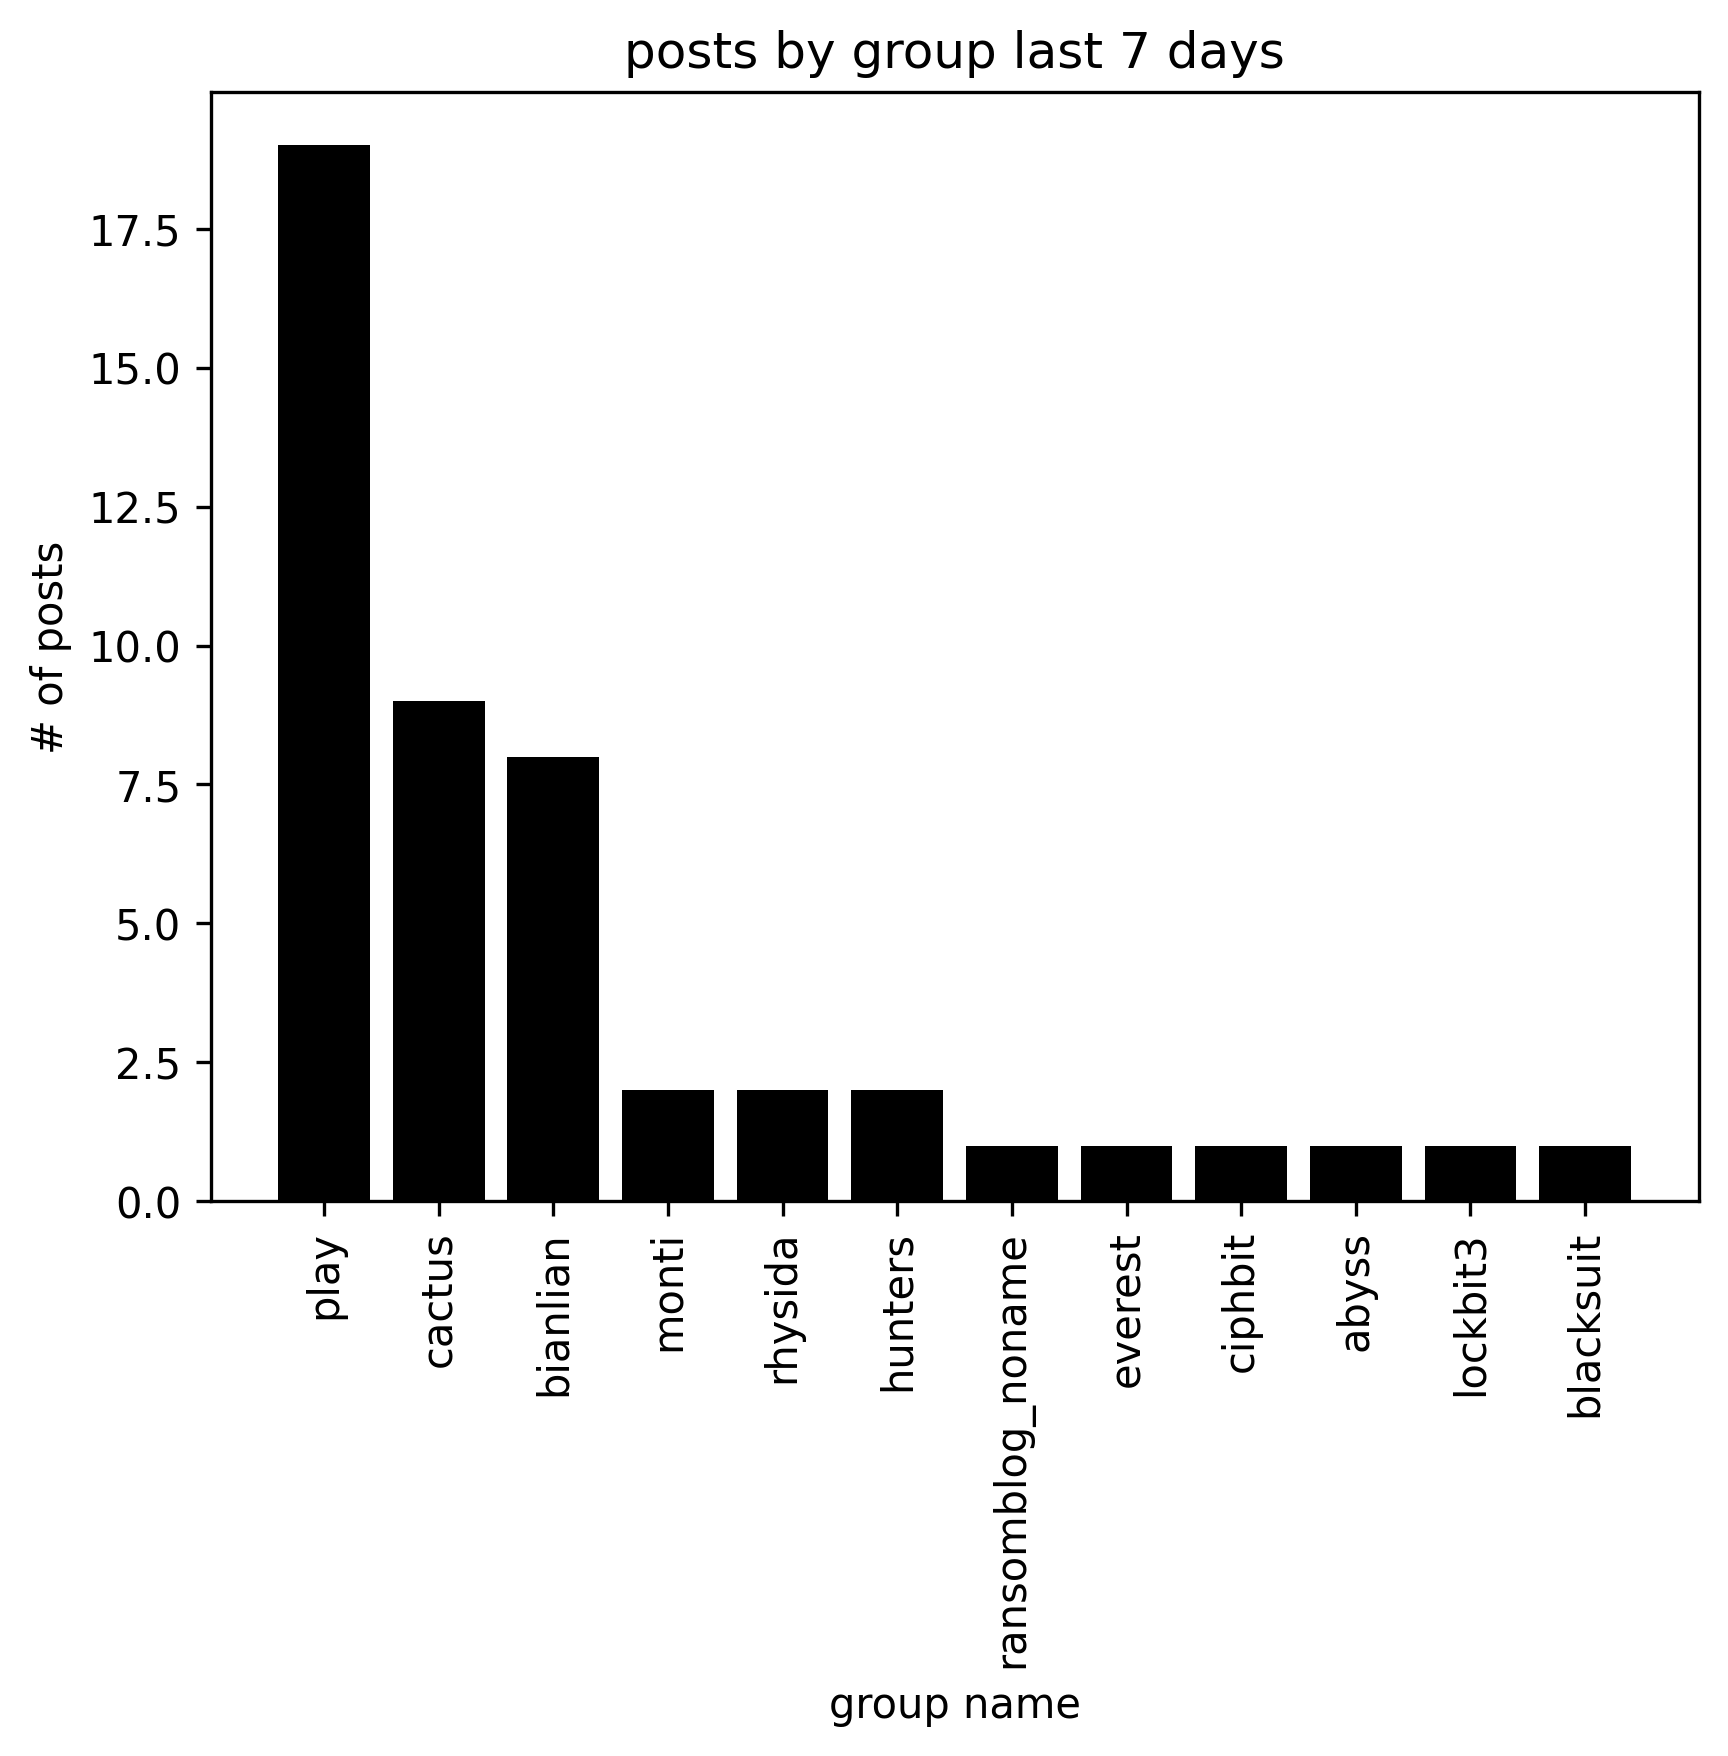 posts by group last 7 days
# of posts
17.5
15.0
12.5
10.0
7.5
5.0
2.5
0.0
play
cactus
bianlian
monti
rhysida
hunters
ransomblog_noname
everest
ciphbit
abyss
lockbit3
blacksuit
group name